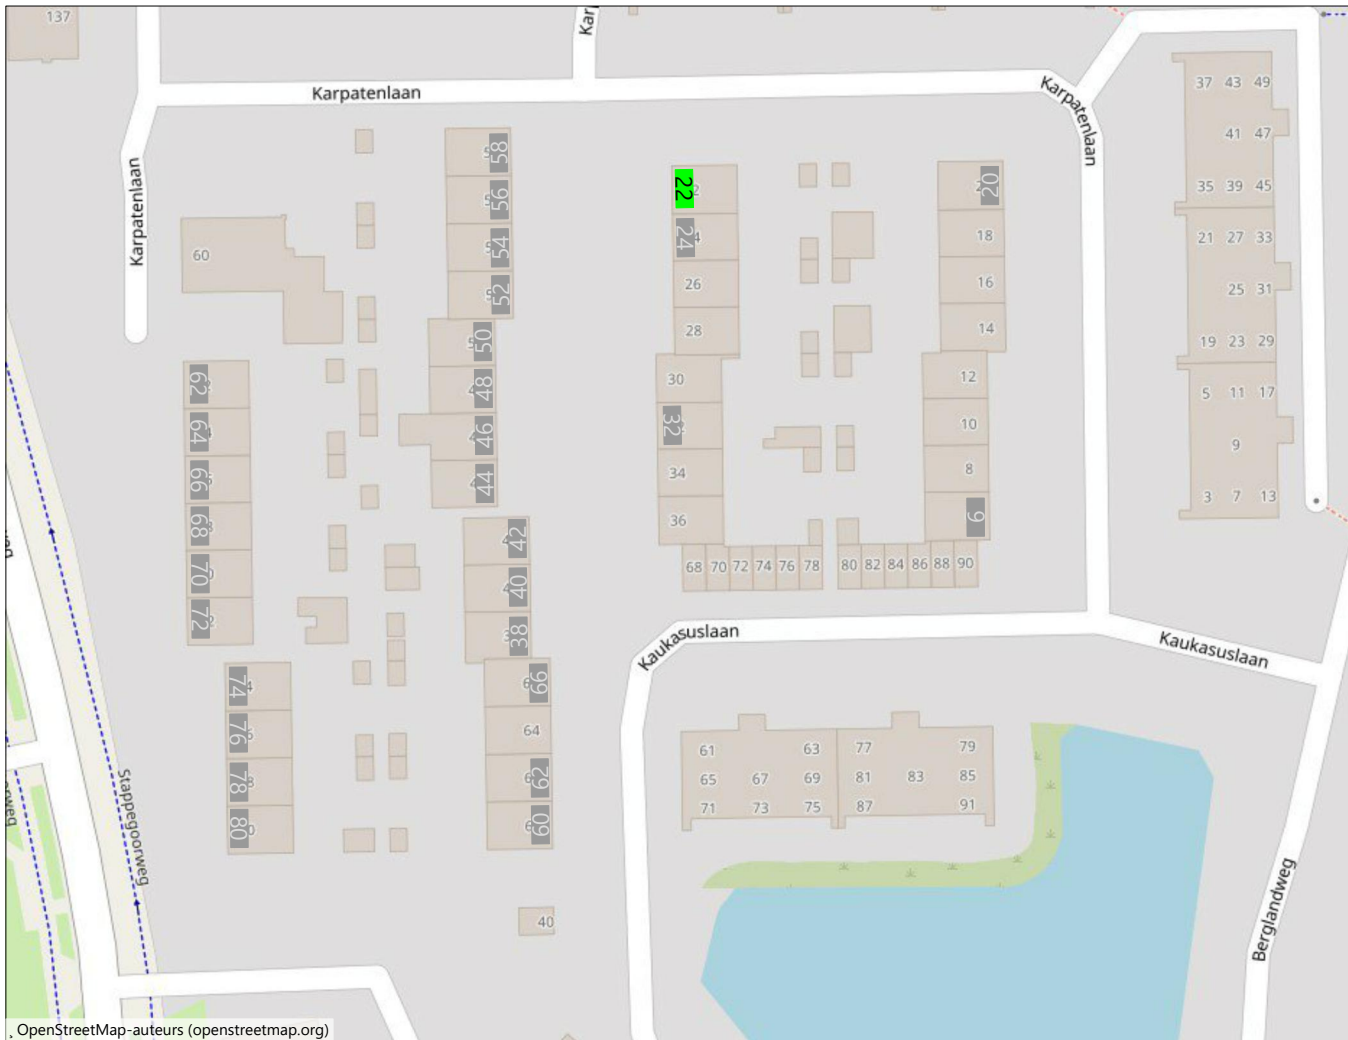 137
Karpatenlaan
Karpatenlaan
Karpatenlaan
60
58
56
54
52
50
48
46
44
42
40
38
66
64
62
60
62
64
66
68
70
72
74
76
78
80
40
22
24
26
28
30
32
34
36
20
18
16
14
12
10
8
6
68 70 72 74 76 78
80 82 84 86 88 90
37 43 49
41 47
35 39 45
21 27 33
25 31
19 23 29
5 11 17
9
3 7 13
Kaukasuslaan
Kaukasuslaan
61 63 77 79
65 67 69 81 83 85
71 73 75 87 91
Stappegoorweg
Berglandweg
OpenStreetMap-auteurs (openstreetmap.org)